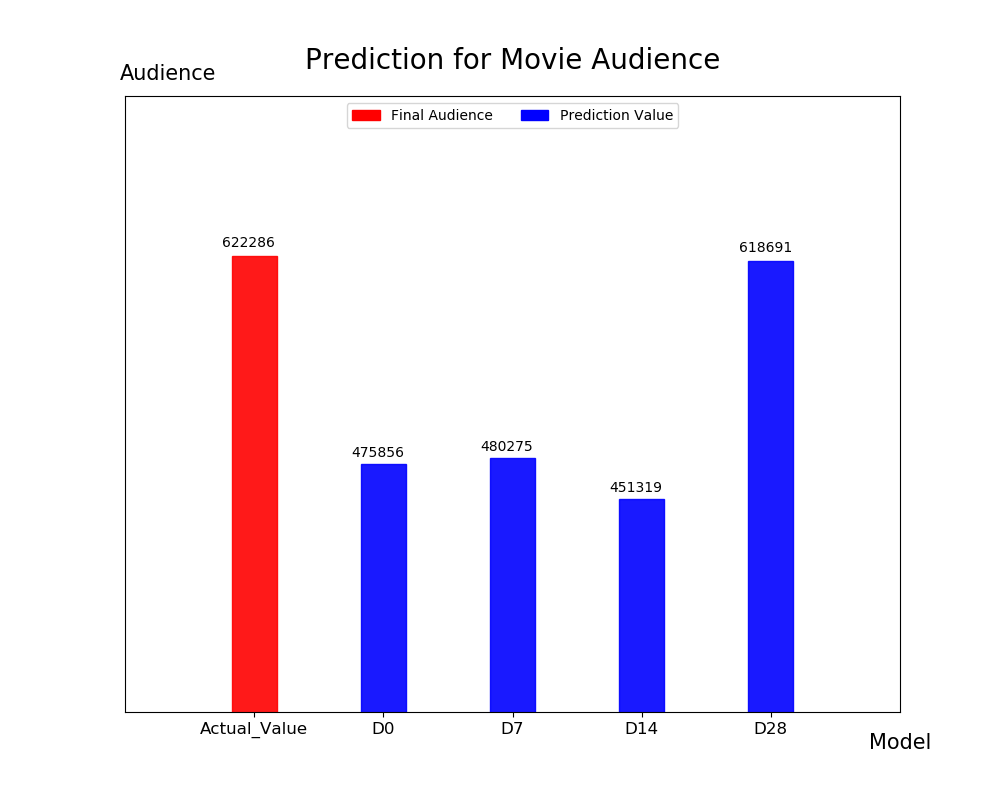 Prediction for Movie Audience
Audience
Final Audience
Prediction Value
622286
475856
480275
451319
618691
Actual_Value
D0
D7
D14
D28
Model